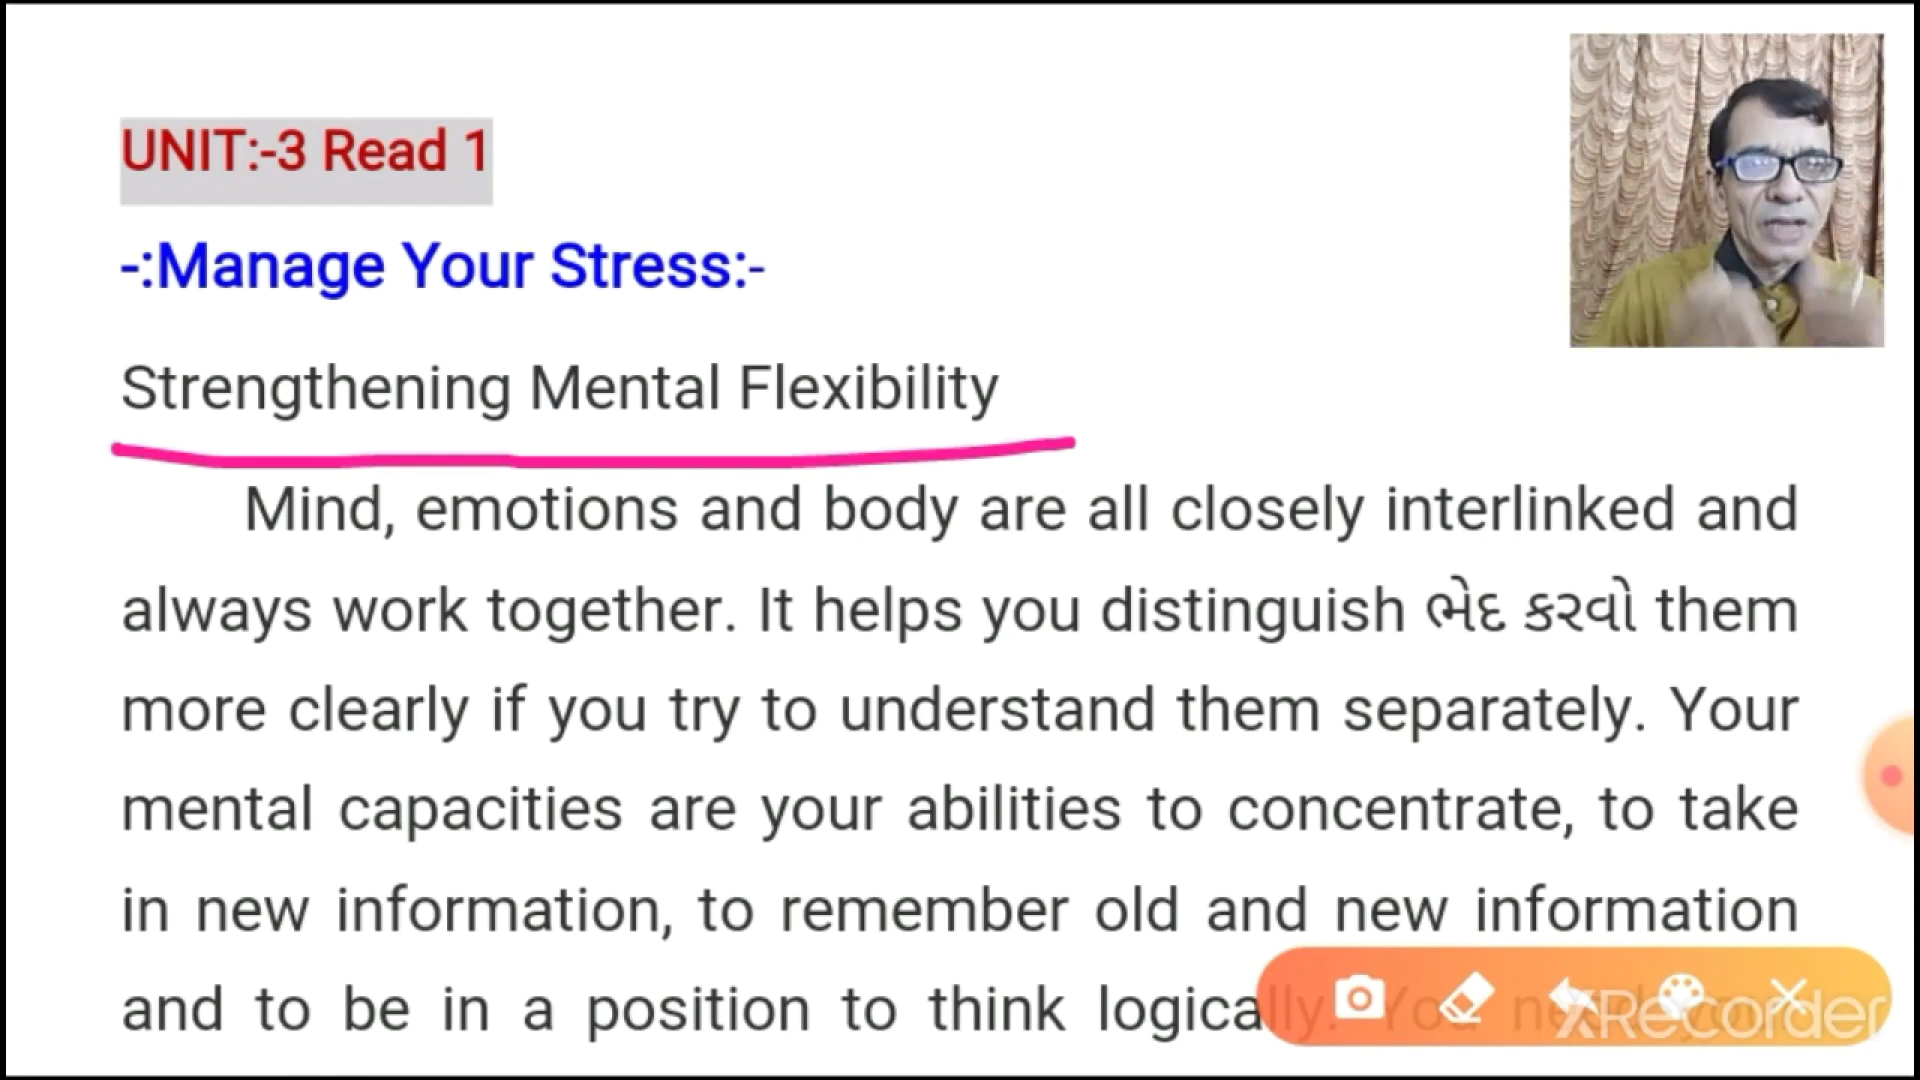 UNIT:-3 Read 1
-:Manage Your Stress:-
Strengthening Mental Flexibility
Mind, emotions and body are all closely interlinked and
always work together. It helps you distinguish ભેદ કરવો them
more clearly if you try to understand them separately. Your
mental capacities are your abilities to concentrate, to take
in new information, to remember old and new information
and to be in a position to think logically. You
XRecorder